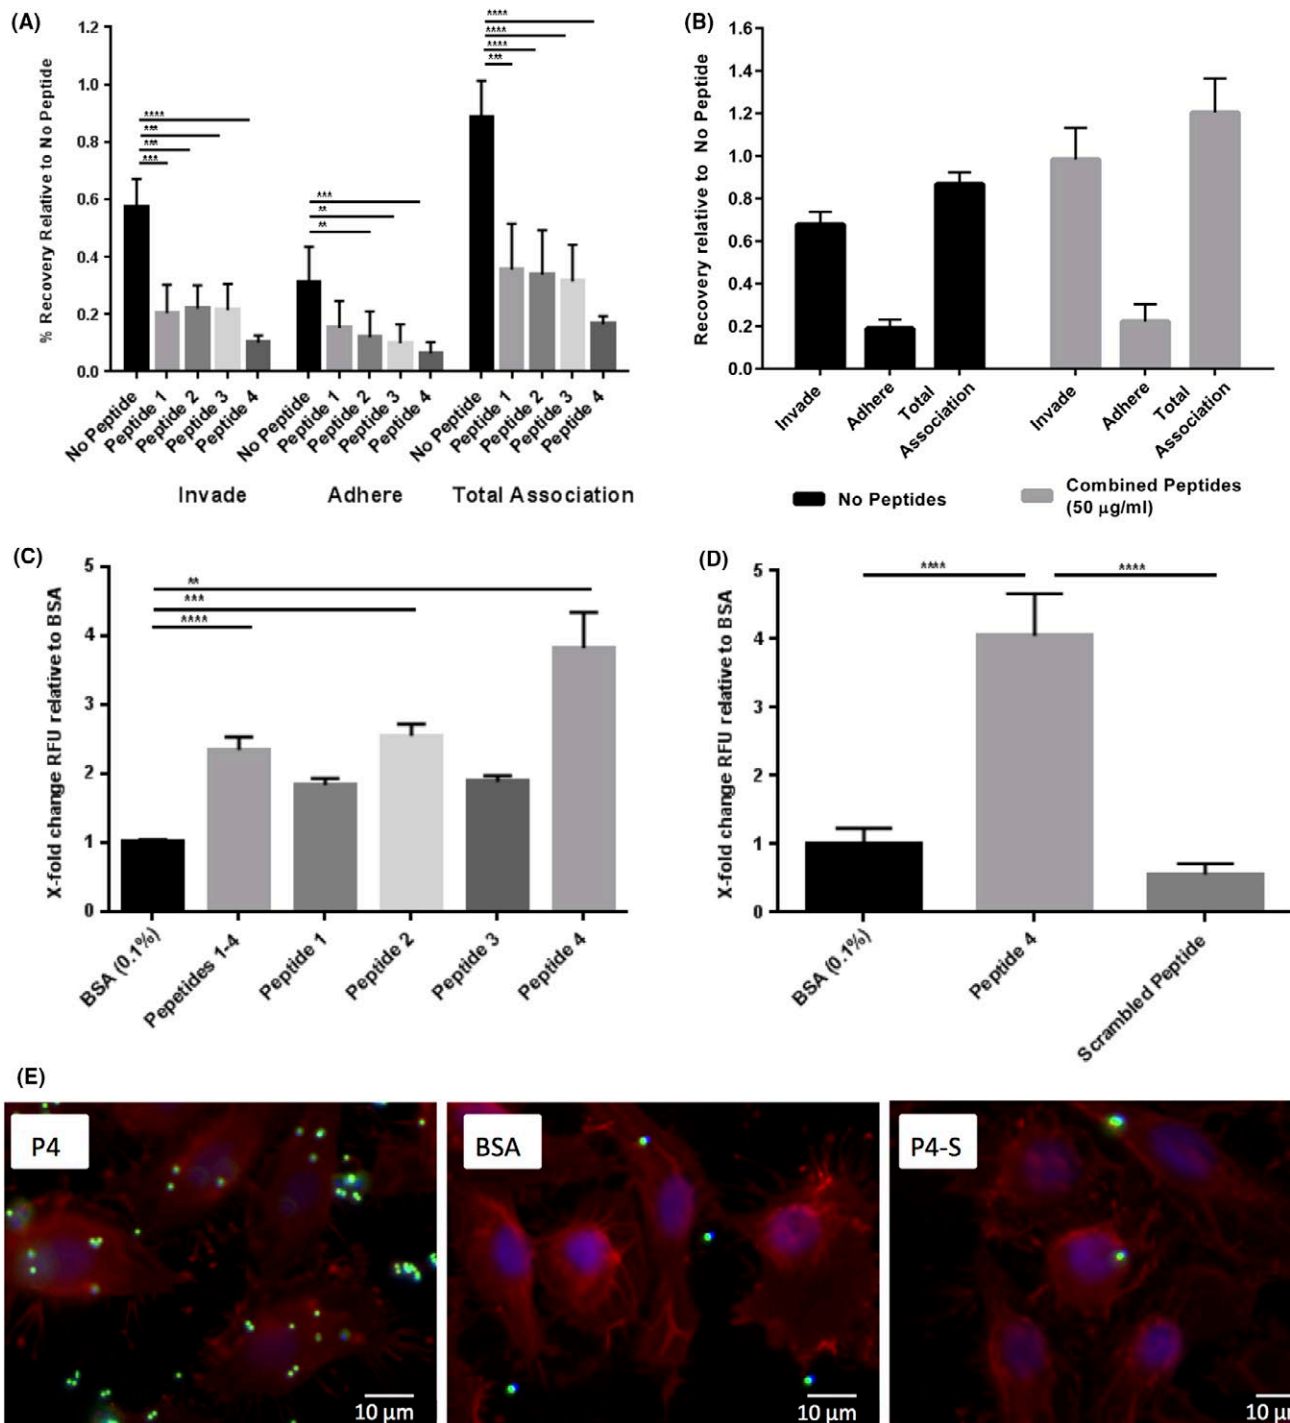 (A)
% Recovery Relative to No Peptide
1.2
1.0
0.8
0.6
0.4
0.2
0.0
****
***
***
***
***
**
**
****
****
****
***
No Peptide
Peptide 1
Peptide 2
Peptide 3
Peptide 4
No Peptide
Peptide 1
Peptide 2
Peptide 3
Peptide 4
No Peptide
Peptide 1
Peptide 2
Peptide 3
Peptide 4
Invade
Adhere
Total Association
(B)
Recovery relative to No Peptide
1.6
1.4
1.2
1.0
0.8
0.6
0.4
0.2
0.0
Invade
Adhere
Total
Association
Invade
Adhere
Total
Association
No Peptides
Combined Peptides
(50 µg/ml)
(C)
X-fold change RFU relative to BSA
5
4
3
2
1
0
**
***
****
BSA (0.1%)
Pepetides 1-4
Peptide 1
Peptide 2
Peptide 3
Peptide 4
(D)
X-fold change RFU relative to BSA
5
4
3
2
1
0
****
****
BSA (0.1%)
Peptide 4
Scrambled Peptide
(E)
P4
10 µm
BSA
10 µm
P4-S
10 µ